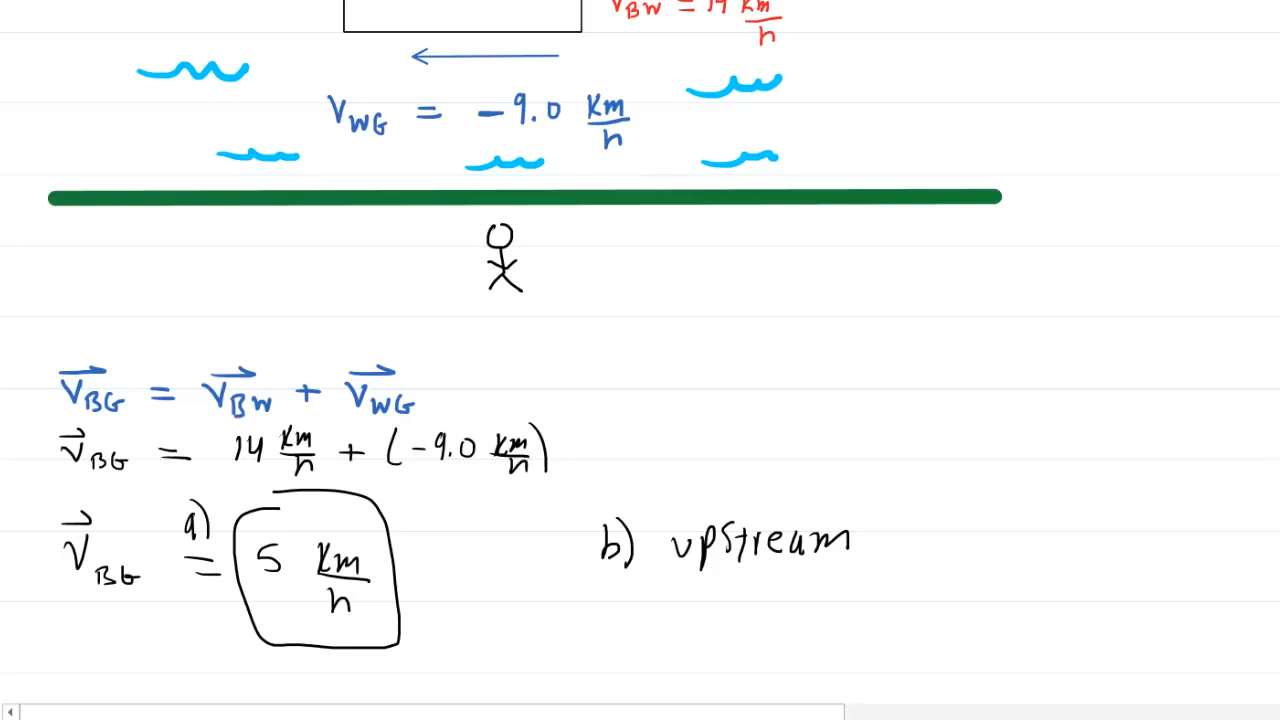 V_BW = 14 km/h
V_WG = -9.0 km/h
V_BG = V_BW + V_WG
V_BG = 14 km/h + (-9.0 km/h)
V_BG a) = 5 km/h
b) upstream